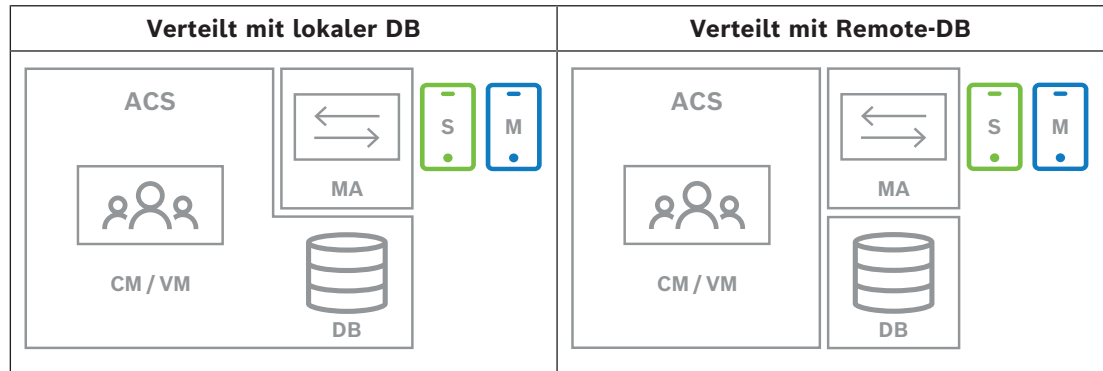 Verteilt mit lokaler DB
Verteilt mit Remote-DB
ACS
S
M
MA
CM / VM
DB
ACS
S
M
MA
CM / VM
DB